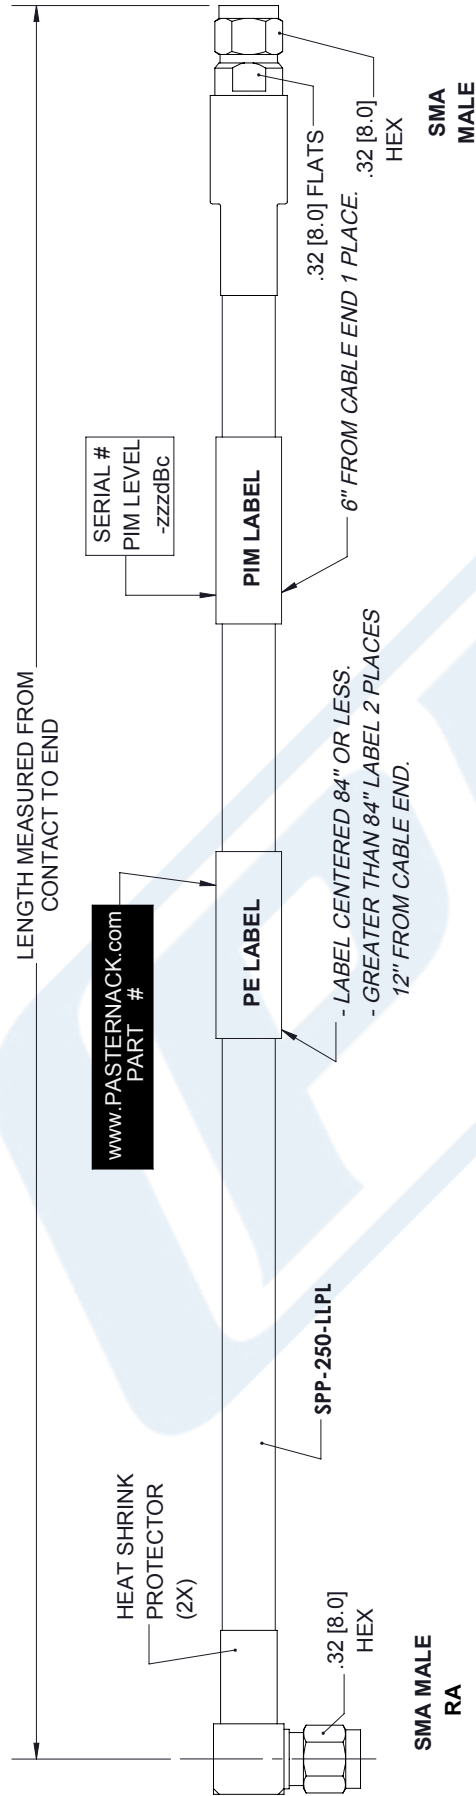 LENGTH MEASURED FROM
CONTACT TO END
HEAT SHRINK
PROTECTOR
(2X)
www.PASTERNACK.com
PART #
SERIAL #
PIM LEVEL
-zzzdBc
PE LABEL
PIM LABEL
.32 [8.0] FLATS
.32 [8.0]
HEX
SMA
MALE
6" FROM CABLE END 1 PLACE.
- LABEL CENTERED 84" OR LESS.
- GREATER THAN 84" LABEL 2 PLACES
12" FROM CABLE END.
SPP-250-LLPL
.32 [8.0]
HEX
SMA MALE
RA